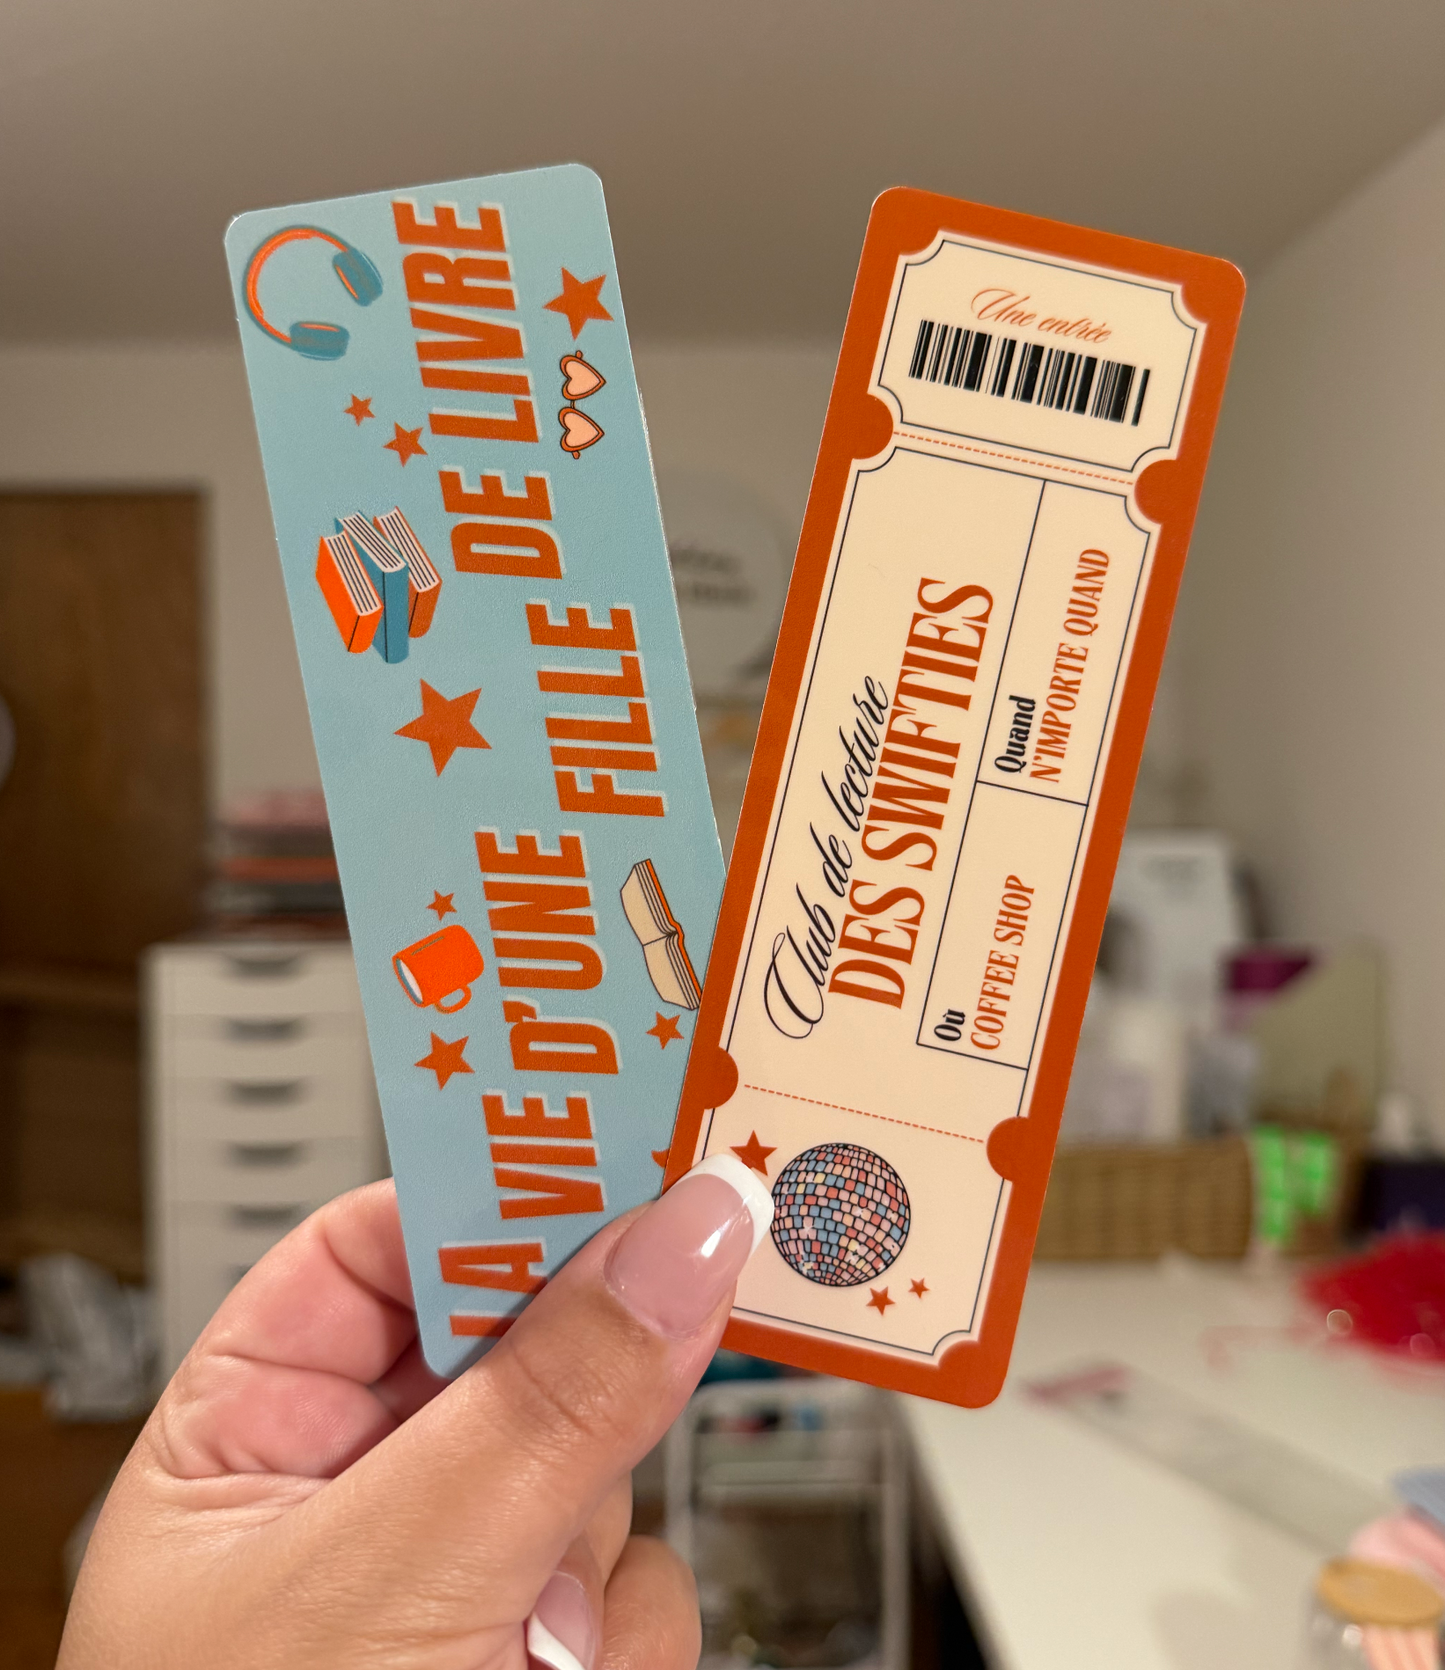 LA VIE D'UNE FILLE DE LIVRE
Une entrée
Club de lecture
DES SWIFTIES
Où
COFFEE SHOP
Quand
N'IMPORTE QUAND